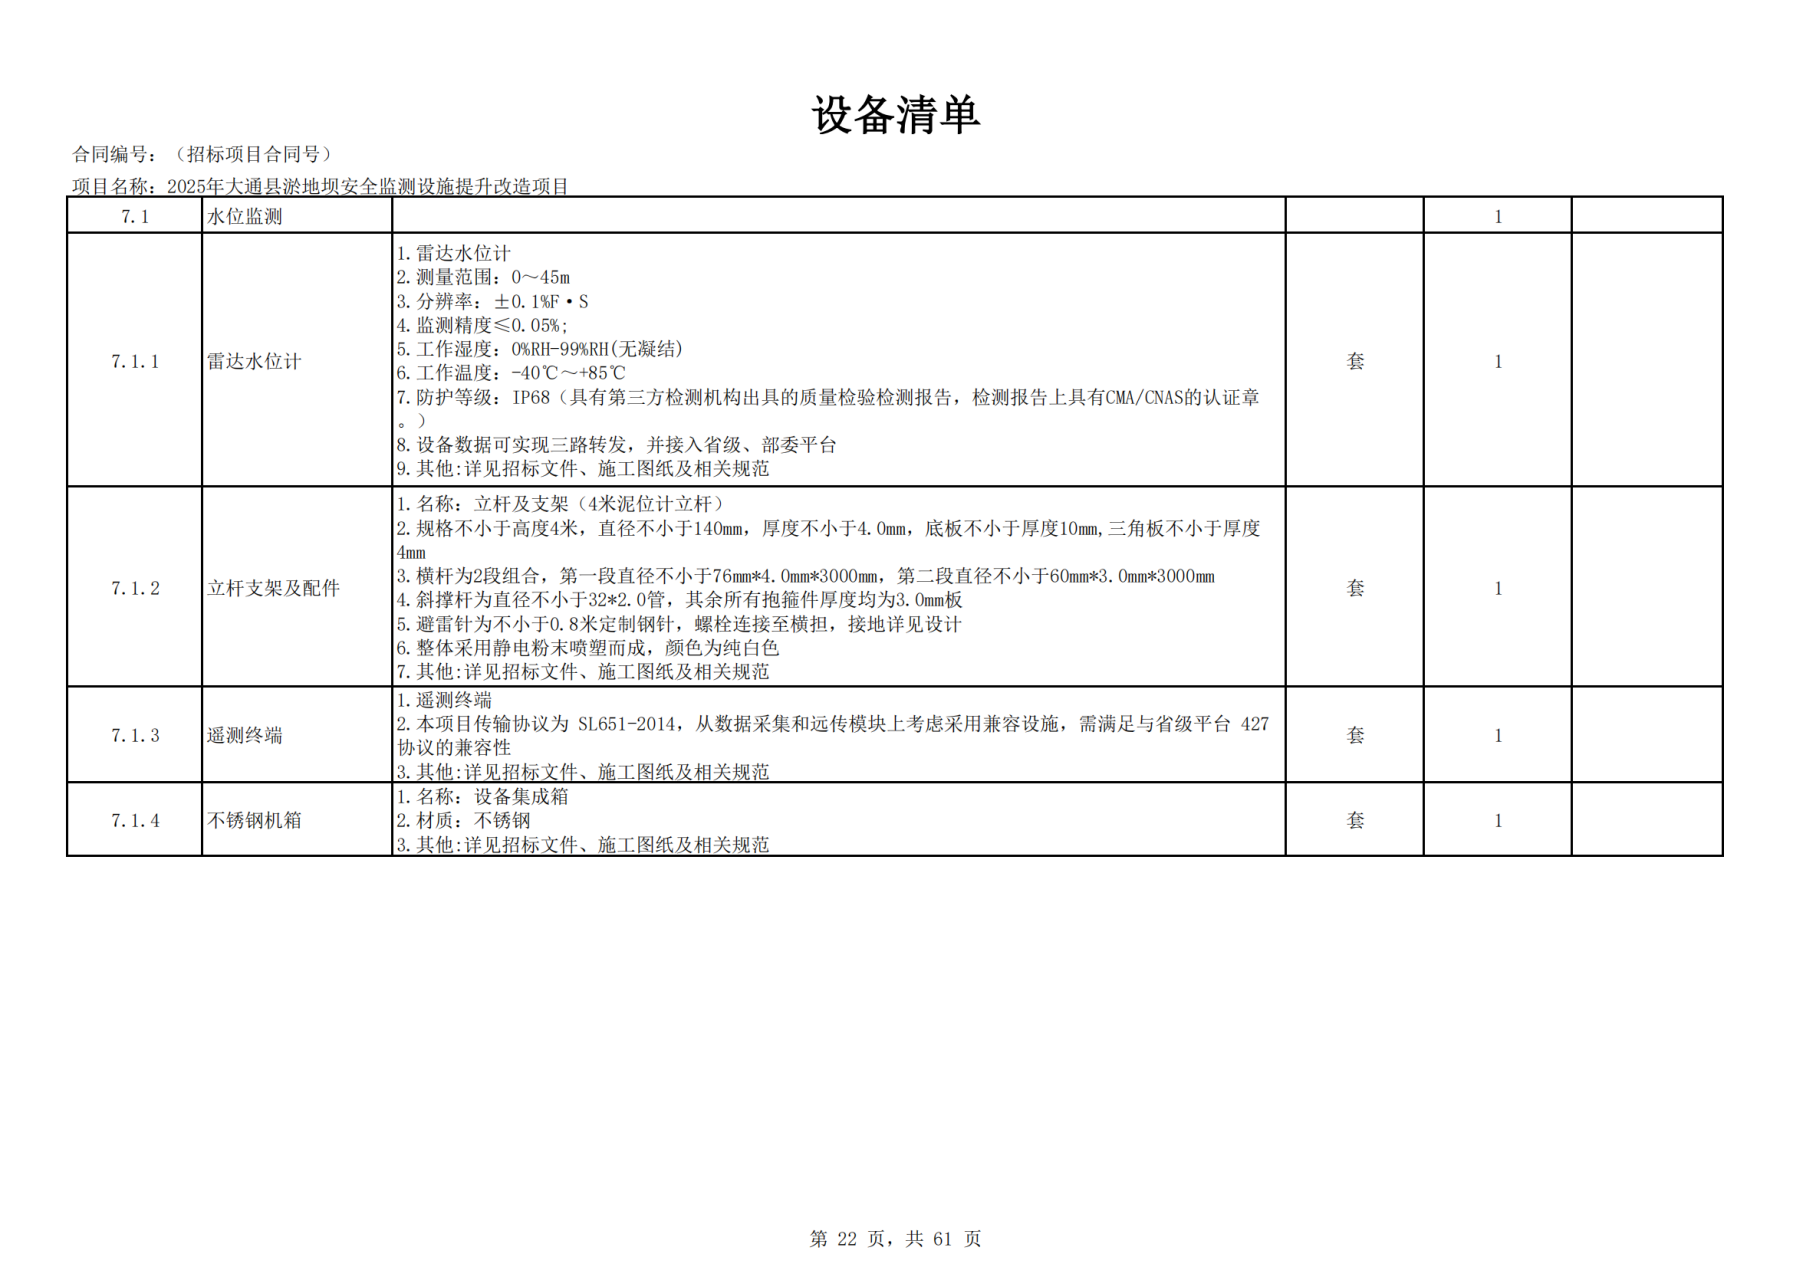 设备清单
合同编号：（招标项目合同号）
项目名称：2025年大通县淤地坝安全监测设施提升改造项目
7.1 水位监测 1
7.1.1 雷达水位计
1.雷达水位计
2.测量范围：0～45m
3.分辨率：±0.1%F•S
4.监测精度≤0.05%;
5.工作湿度：0%RH-99%RH(无凝结)
6.工作温度：-40℃～+85℃
7.防护等级：IP68（具有第三方检测机构出具的质量检验检测报告，检测报告上具有CMA/CNAS的认证章
。）
8.设备数据可实现三路转发，并接入省级、部委平台
9.其他:详见招标文件、施工图纸及相关规范
套 1
7.1.2 立杆支架及配件
1.名称：立杆及支架（4米泥位计立杆）
2.规格不小于高度4米，直径不小于140mm，厚度不小于4.0mm，底板不小于厚度10mm,三角板不小于厚度
4mm
3.横杆为2段组合，第一段直径不小于76mm*4.0mm*3000mm，第二段直径不小于60mm*3.0mm*3000mm
4.斜撑杆为直径不小于32*2.0管，其余所有抱箍件厚度均为3.0mm板
5.避雷针为不小于0.8米定制钢针，螺栓连接至横担，接地详见设计
6.整体采用静电粉末喷塑而成，颜色为纯白色
7.其他:详见招标文件、施工图纸及相关规范
套 1
7.1.3 遥测终端
1.遥测终端
2.本项目传输协议为 SL651-2014，从数据采集和远传模块上考虑采用兼容设施，需满足与省级平台 427
协议的兼容性
3.其他:详见招标文件、施工图纸及相关规范
套 1
7.1.4 不锈钢机箱
1.名称：设备集成箱
2.材质：不锈钢
3.其他:详见招标文件、施工图纸及相关规范
套 1
第 22 页，共 61 页